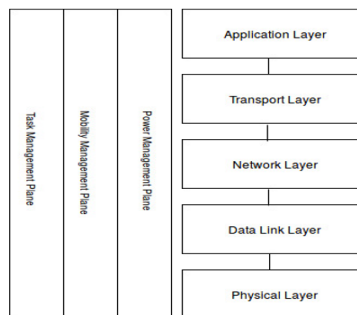 Task Management Plane
Mobility Management Plane
Power Management Plane
Application Layer
Transport Layer
Network Layer
Data Link Layer
Physical Layer